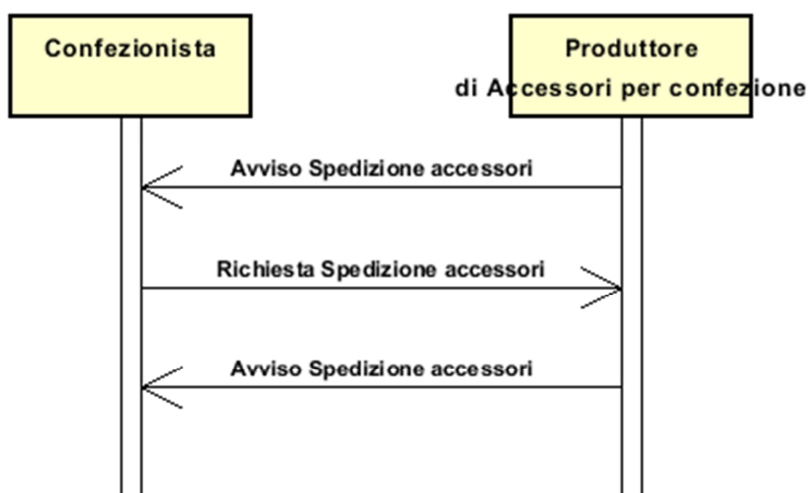 Confezionista
Produttore
di Accessori per confezione
Avviso Spedizione accessori
Richiesta Spedizione accessori
Avviso Spedizione accessori